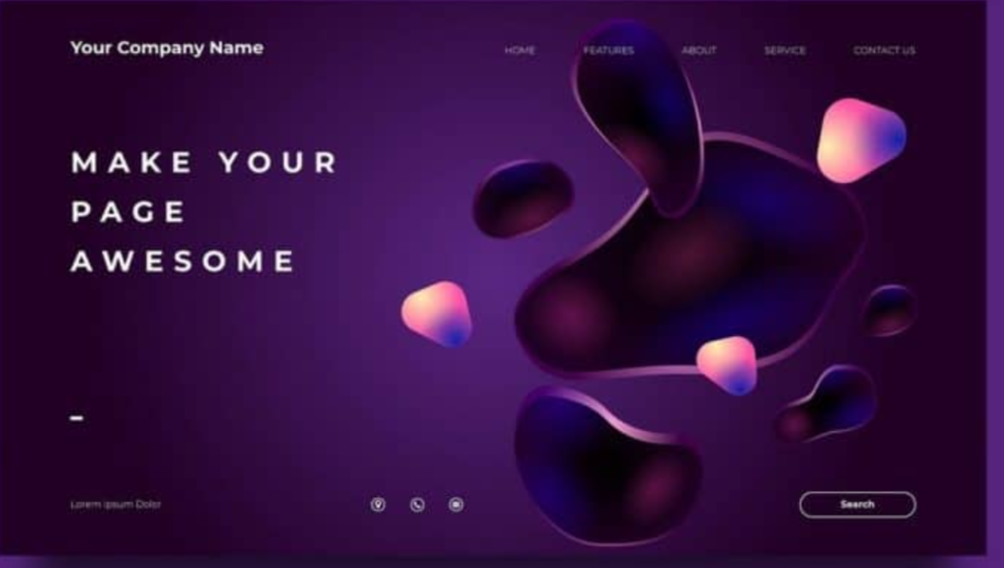 Your Company Name
HOME FEATURES ABOUT SERVICE CONTACT US
MAKE YOUR
PAGE
AWESOME
Lorem Ipsum Dolor
Search